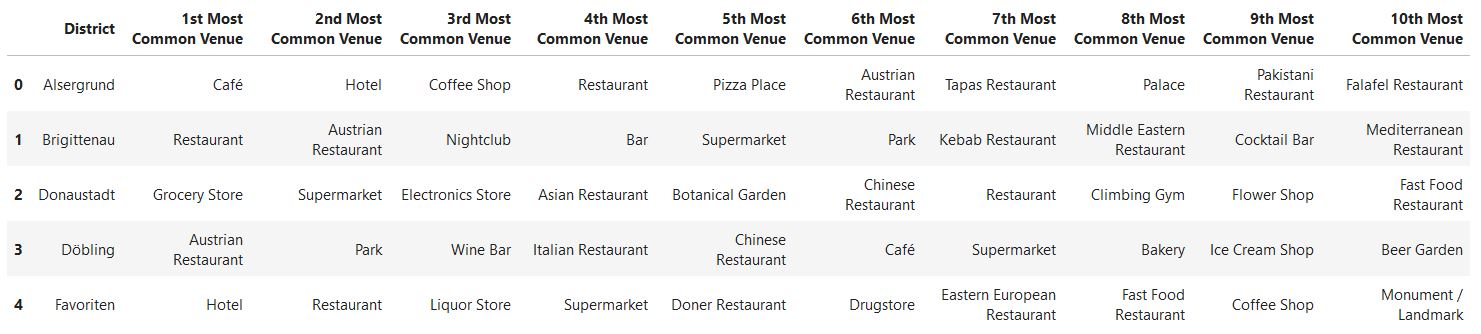 District 1st Most Common Venue 2nd Most Common Venue 3rd Most Common Venue 4th Most Common Venue 5th Most Common Venue 6th Most Common Venue 7th Most Common Venue 8th Most Common Venue 9th Most Common Venue 10th Most Common Venue
0 Alsergrund Café Hotel Coffee Shop Restaurant Pizza Place Austrian Restaurant Tapas Restaurant Palace Pakistani Restaurant Falafel Restaurant
1 Brigittenau Restaurant Austrian Restaurant Nightclub Bar Supermarket Park Kebab Restaurant Middle Eastern Restaurant Cocktail Bar Mediterranean Restaurant
2 Donaustadt Grocery Store Supermarket Electronics Store Asian Restaurant Botanical Garden Chinese Restaurant Restaurant Climbing Gym Flower Shop Fast Food Restaurant
3 Döbling Austrian Restaurant Park Wine Bar Italian Restaurant Chinese Restaurant Café Supermarket Bakery Ice Cream Shop Beer Garden
4 Favoriten Hotel Restaurant Liquor Store Supermarket Doner Restaurant Drugstore Eastern European Restaurant Fast Food Restaurant Coffee Shop Monument / Landmark